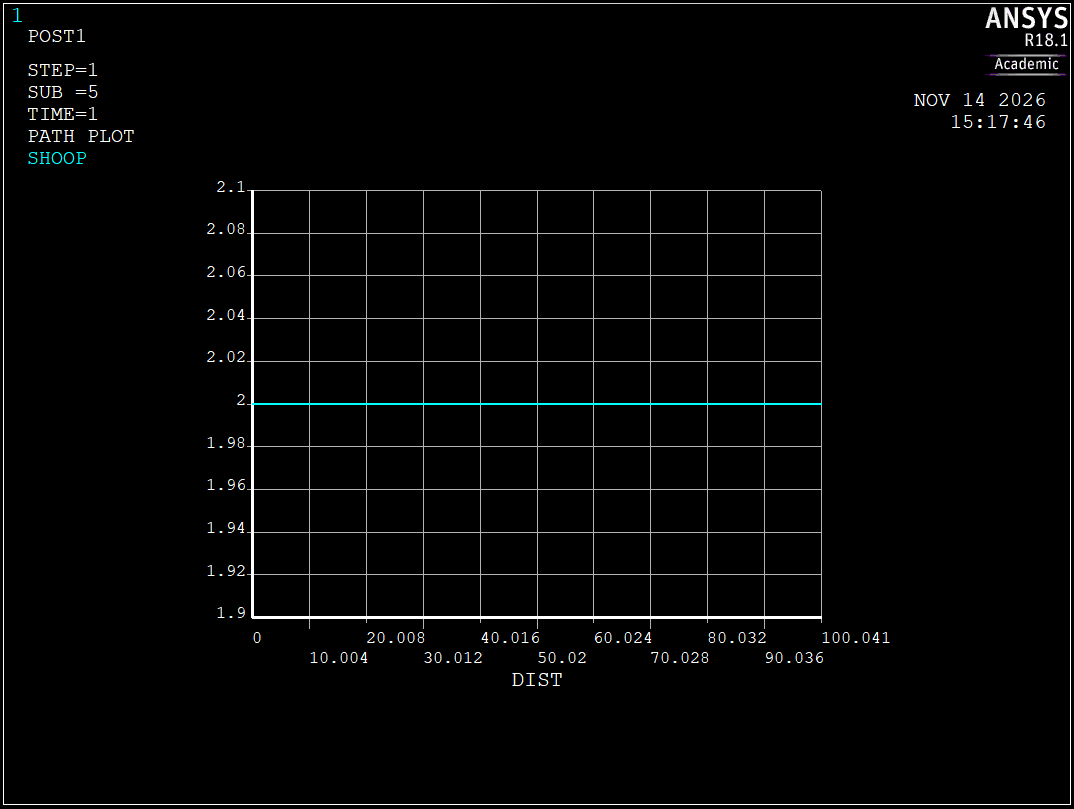 1
POST1
STEP=1
SUB =5
TIME=1
PATH PLOT
SHOOP
ANSYS
R18.1
Academic
NOV 14 2026
15:17:46
2.1
2.08
2.06
2.04
2.02
2
1.98
1.96
1.94
1.92
1.9
0 20.008 40.016 60.024 80.032 100.041
10.004 30.012 50.02 70.028 90.036
DIST